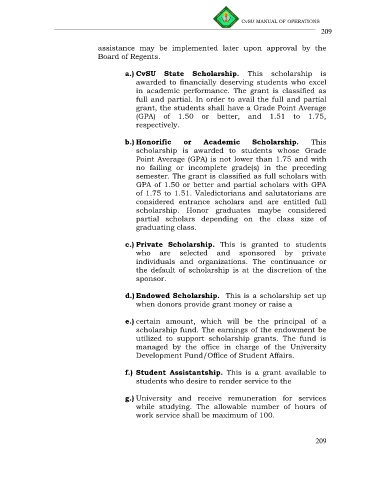 CvSU MANUAL OF OPERATIONS
209
assistance may be implemented later upon approval by the
Board of Regents.
a.) CvSU State Scholarship. This scholarship is
awarded to financially deserving students who excel
in academic performance. The grant is classified as
full and partial. In order to avail the full and partial
grant, the students shall have a Grade Point Average
(GPA) of 1.50 or better, and 1.51 to 1.75,
respectively.
b.) Honorific or Academic Scholarship. This
scholarship is awarded to students whose Grade
Point Average (GPA) is not lower than 1.75 and with
no failing or incomplete grade(s) in the preceding
semester. The grant is classified as full scholars with
GPA of 1.50 or better and partial scholars with GPA
of 1.75 to 1.51. Valedictorians and salutatorians are
considered entrance scholars and are entitled full
scholarship. Honor graduates maybe considered
partial scholars depending on the class size of
graduating class.
c.) Private Scholarship. This is granted to students
who are selected and sponsored by private
individuals and organizations. The continuance or
the default of scholarship is at the discretion of the
sponsor.
d.) Endowed Scholarship. This is a scholarship set up
when donors provide grant money or raise a
e.) certain amount, which will be the principal of a
scholarship fund. The earnings of the endowment be
utilized to support scholarship grants. The fund is
managed by the office in charge of the University
Development Fund/Office of Student Affairs.
f.) Student Assistantship. This is a grant available to
students who desire to render service to the
g.) University and receive remuneration for services
while studying. The allowable number of hours of
work service shall be maximum of 100.
209